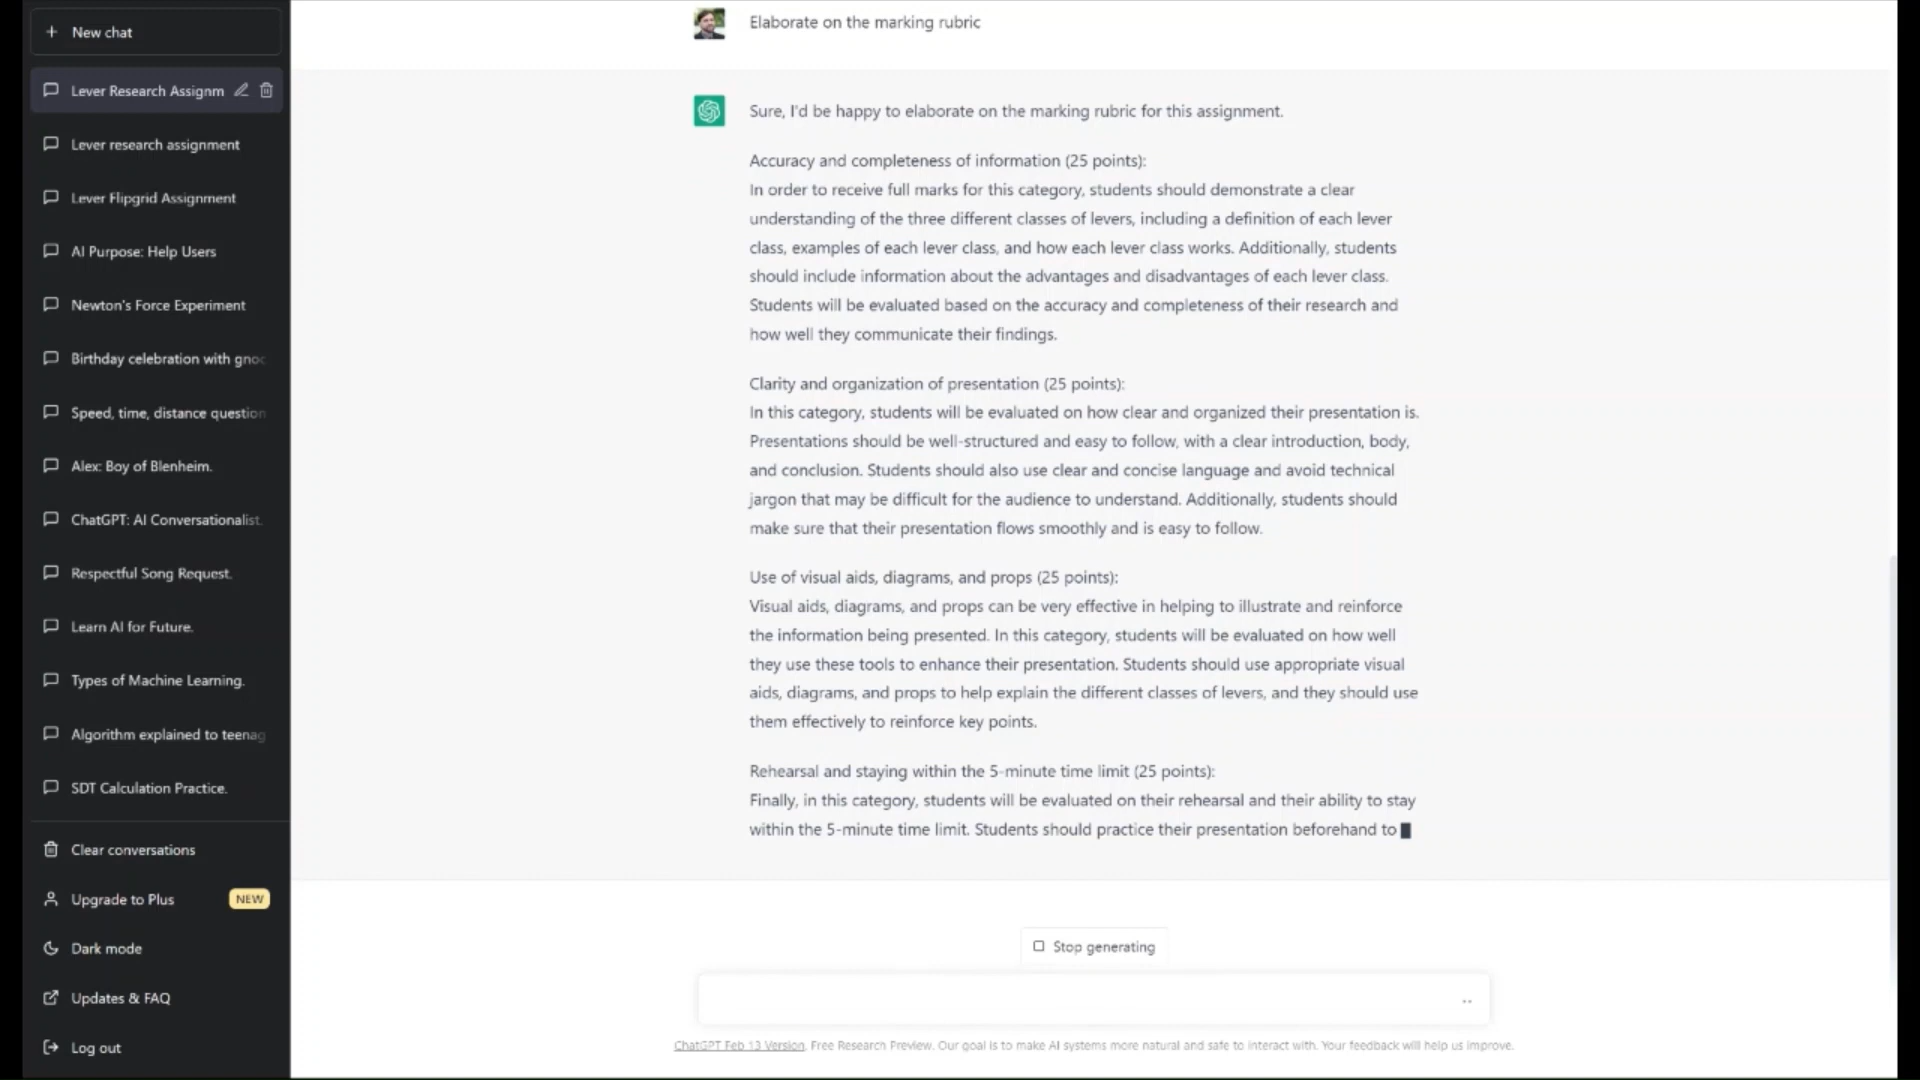 New chat
Lever Research Assignm
Lever research assignment
Lever Flipgrid Assignment
AI Purpose: Help Users
Newton's Force Experiment
Birthday celebration with gnoc
Speed, time, distance question
Alex: Boy of Blenheim.
ChatGPT: AI Conversationalist.
Respectful Song Request.
Learn AI for Future.
Types of Machine Learning.
Algorithm explained to teenag
SDT Calculation Practice.
Clear conversations
Upgrade to Plus NEW
Dark mode
Updates & FAQ
Log out
Elaborate on the marking rubric
Sure, I'd be happy to elaborate on the marking rubric for this assignment.
Accuracy and completeness of information (25 points):
In order to receive full marks for this category, students should demonstrate a clear
understanding of the three different classes of levers, including a definition of each lever
class, examples of each lever class, and how each lever class works. Additionally, students
should include information about the advantages and disadvantages of each lever class.
Students will be evaluated based on the accuracy and completeness of their research and
how well they communicate their findings.
Clarity and organization of presentation (25 points):
In this category, students will be evaluated on how clear and organized their presentation is.
Presentations should be well-structured and easy to follow, with a clear introduction, body,
and conclusion. Students should also use clear and concise language and avoid technical
jargon that may be difficult for the audience to understand. Additionally, students should
make sure that their presentation flows smoothly and is easy to follow.
Use of visual aids, diagrams, and props (25 points):
Visual aids, diagrams, and props can be very effective in helping to illustrate and reinforce
the information being presented. In this category, students will be evaluated on how well
they use these tools to enhance their presentation. Students should use appropriate visual
aids, diagrams, and props to help explain the different classes of levers, and they should use
them effectively to reinforce key points.
Rehearsal and staying within the 5-minute time limit (25 points):
Finally, in this category, students will be evaluated on their rehearsal and their ability to stay
within the 5-minute time limit. Students should practice their presentation beforehand to
Stop generating
ChatGPT Feb 13 Version. Free Research Preview. Our goal is to make AI systems more natural and safe to interact with. Your feedback will help us improve.